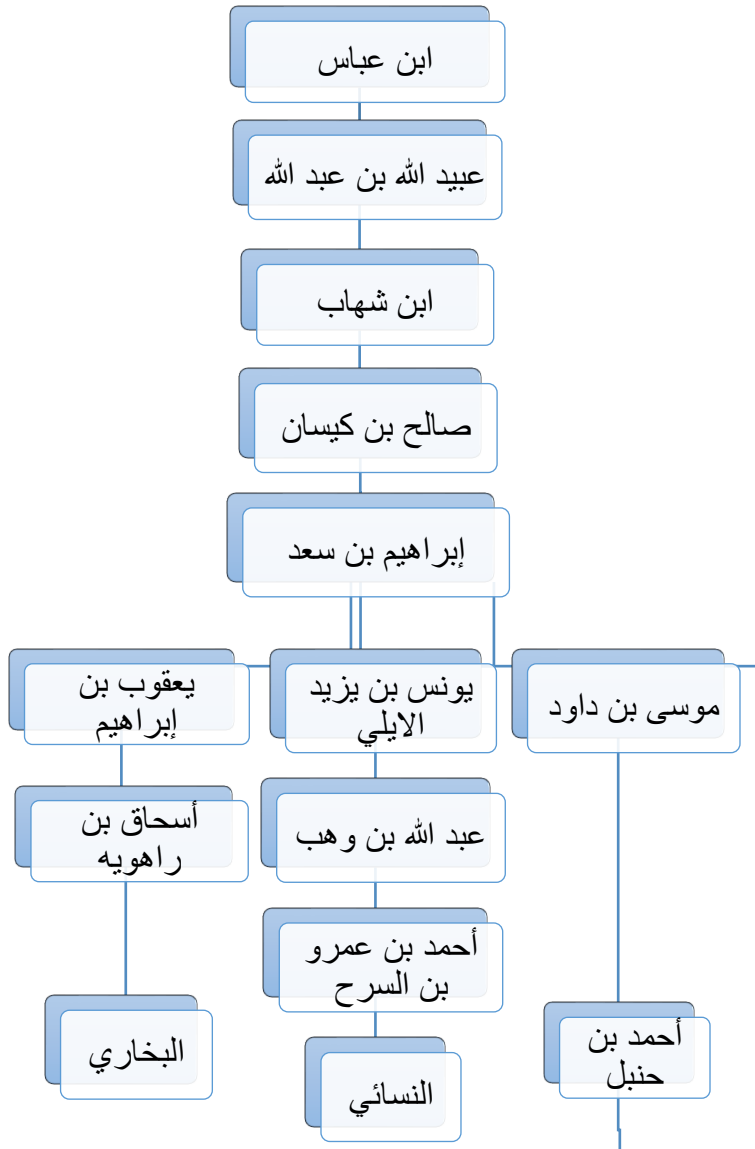 ابن عباس
عبيد الله بن عبد الله
ابن شهاب
صالح بن كيسان
إبراهيم بن سعد
موسى بن داود
يونس بن يزيد
الايلي
يعقوب بن
إبراهيم
عبد الله بن وهب
أسحاق بن
راهويه
أحمد بن عمرو
بن السرح
أحمد بن
حنبل
النسائي
البخاري